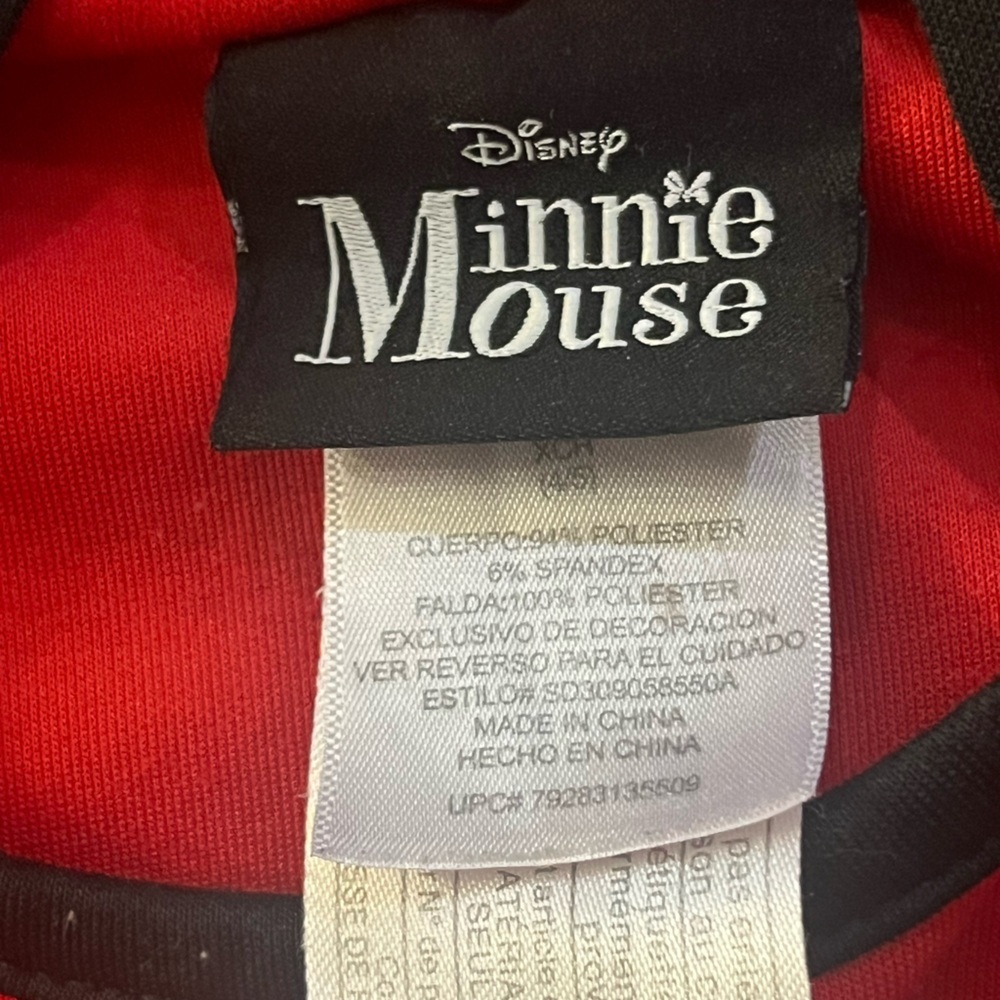 Disney
Minnie
Mouse
XCH
(4/5)
CUERPO:94% POLIESTER
6% SPANDEX
FALDA:100% POLIESTER
EXCLUSIVO DE DECORACION
VER REVERSO PARA EL CUIDADO
ESTILO# SD309058550A
MADE IN CHINA
HECHO EN CHINA
UPC# 79283135509